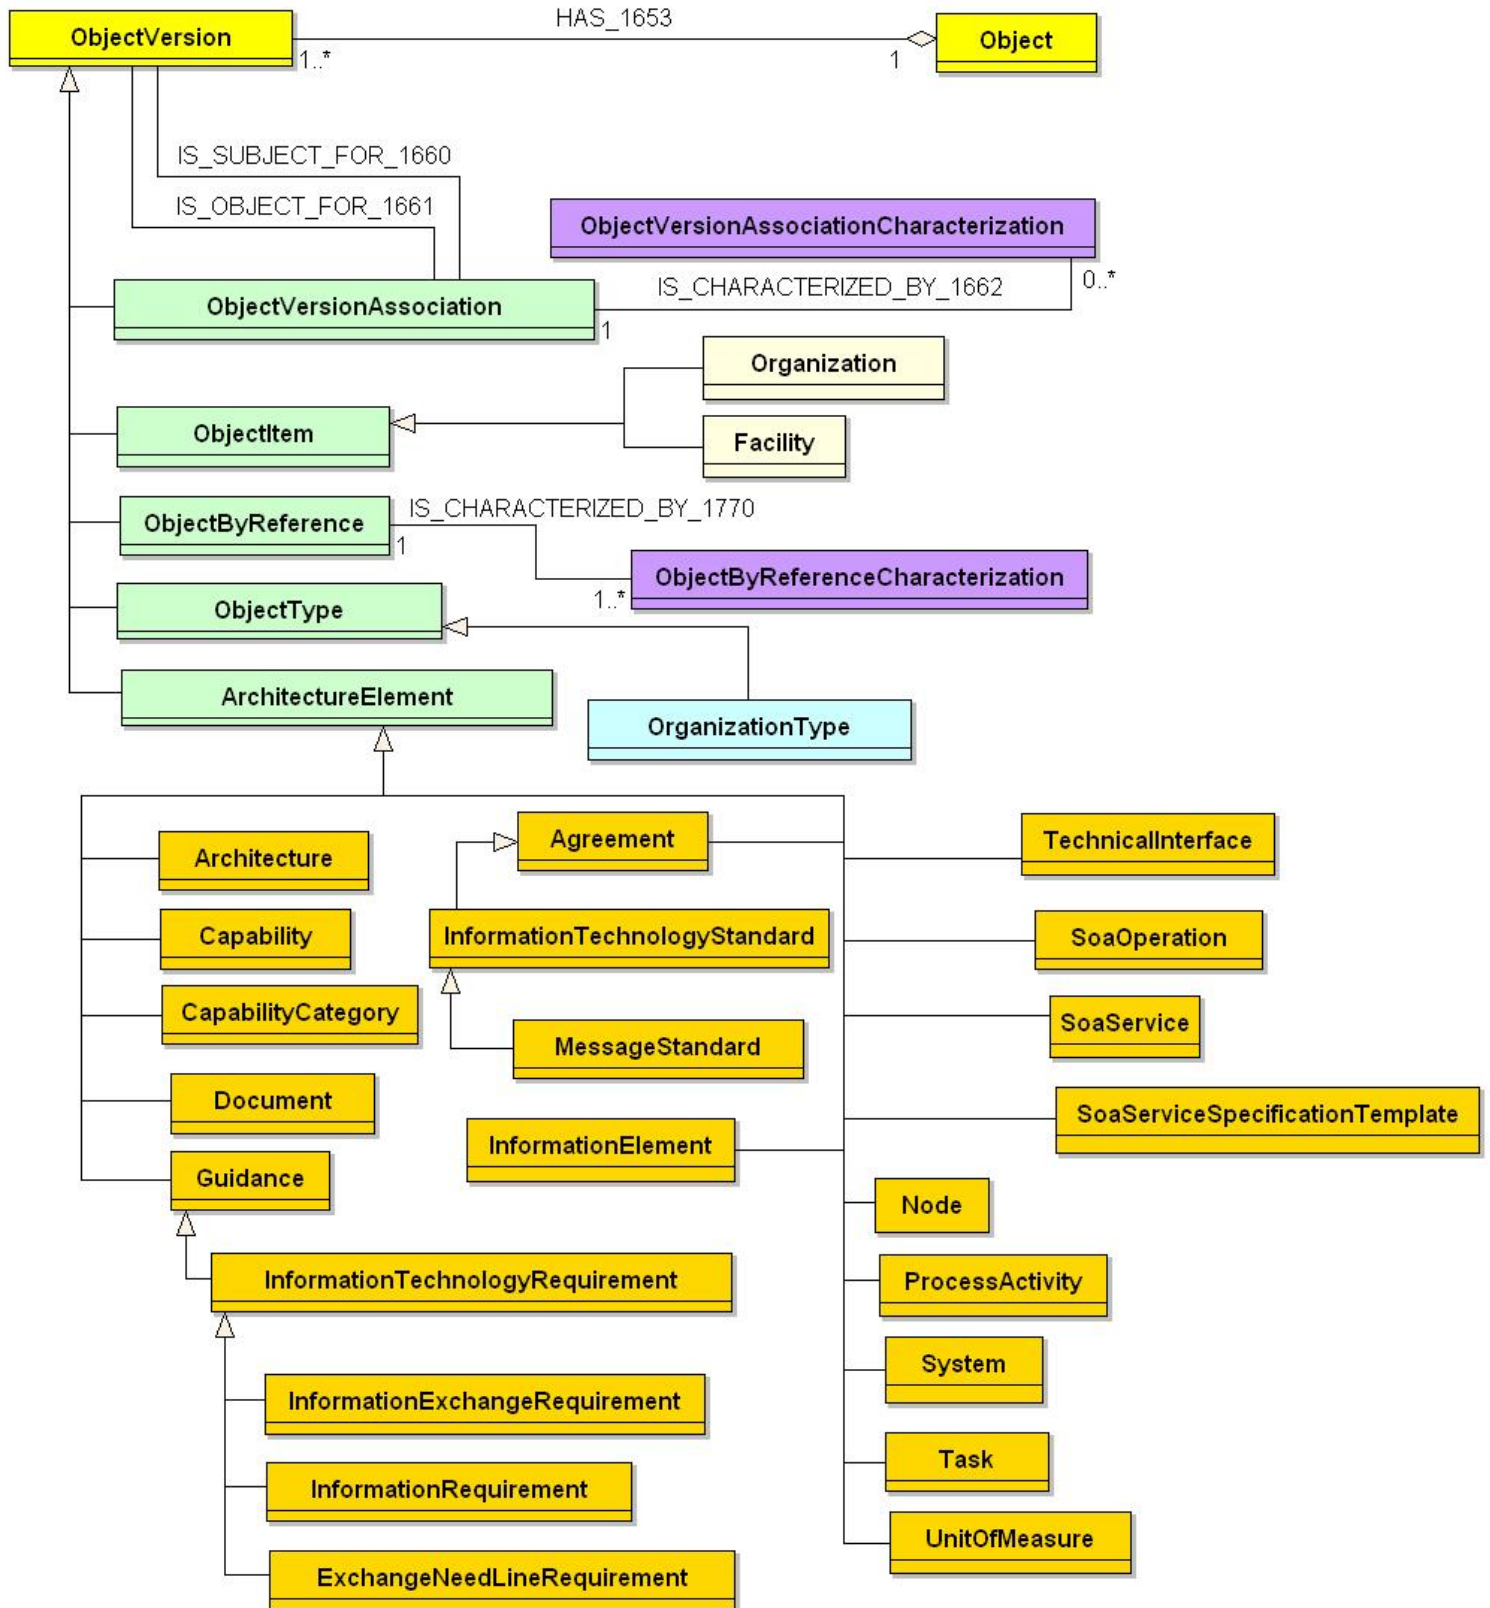 HAS_1653
ObjectVersion
Object
1..*
1
IS_SUBJECT_FOR_1660
IS_OBJECT_FOR_1661
ObjectVersionAssociationCharacterization
IS_CHARACTERIZED_BY_1662
0..*
ObjectVersionAssociation
1
Organization
ObjectItem
Facility
IS_CHARACTERIZED_BY_1770
ObjectByReference
1
ObjectByReferenceCharacterization
1..*
ObjectType
ArchitectureElement
OrganizationType
Agreement
TechnicalInterface
Architecture
Capability
InformationTechnologyStandard
SoaOperation
CapabilityCategory
SoaService
MessageStandard
Document
SoaServiceSpecificationTemplate
InformationElement
Guidance
Node
InformationTechnologyRequirement
ProcessActivity
System
InformationExchangeRequirement
Task
InformationRequirement
UnitOfMeasure
ExchangeNeedLineRequirement